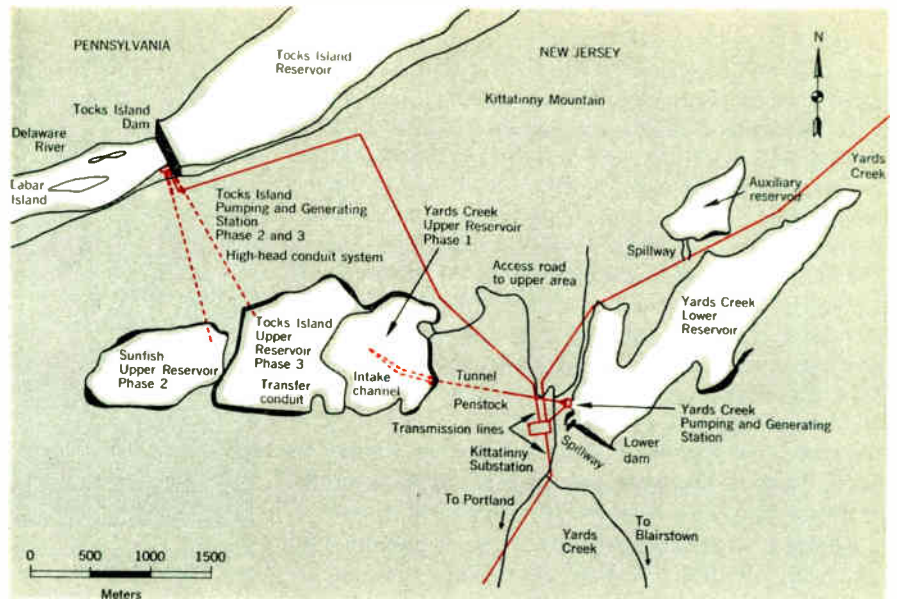 PENNSYLVANIA
Tocks Island
Reservoir
NEW JERSEY
N
Kittatinny Mountain
Tocks Island
Dam
Delaware
River
Labar
Island
Yards
Creek
Auxiliary
reservoir
Tocks Island
Pumping and Generating
Station
Phase 2 and 3
Yards Creek
Upper Reservoir
Phase 1
Spillway
High-head conduit system
Access road
to upper area
Yards Creek
Lower
Reservoir
Sunfish
Upper Reservoir
Phase 2
Tocks Island
Upper
Reservoir
Phase 3
Transfer
conduit
Intake
channel
Tunnel
Penstock
Yards Creek
Pumping and Generating
Station
Transmission lines
Spillway
Lower
dam
Kittatinny
Substation
To Portland
Yards
Creek
To
Blairstown
0 500 1000 1500
Meters